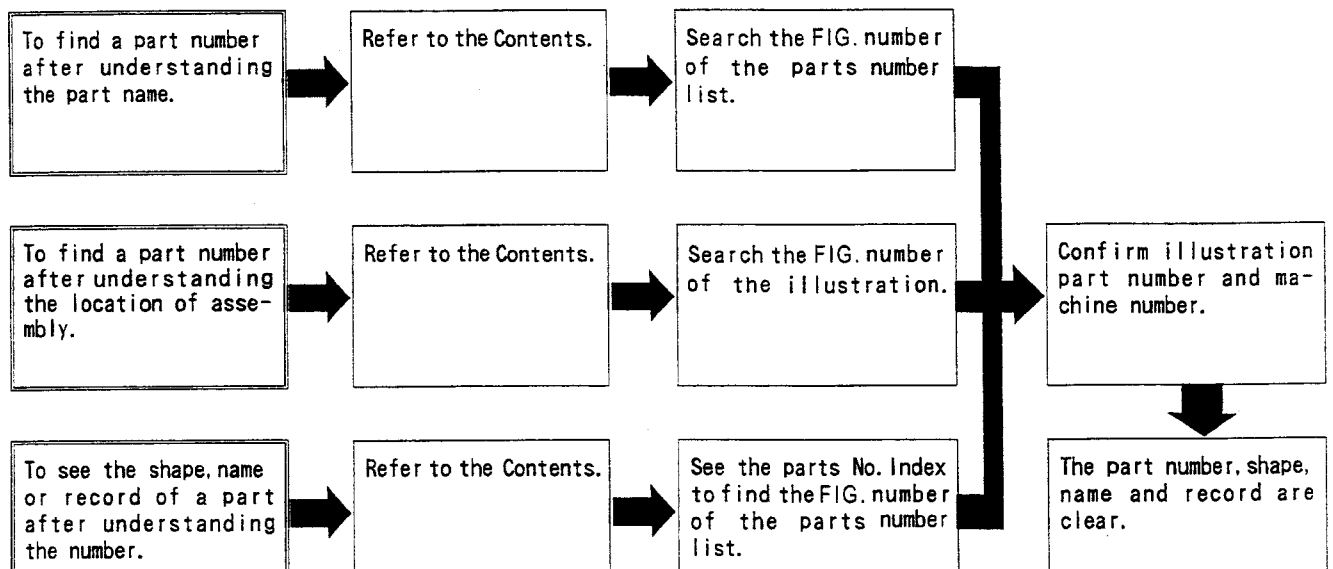 To find a part number
after understanding
the part name.
Refer to the Contents.
Search the FIG. number
of the parts number
list.
To find a part number
after understanding
the location of asse-
mbly.
Refer to the Contents.
Search the FIG. number
of the illustration.
Confirm illustration
part number and ma-
chine number.
To see the shape, name
or record of a part
after understanding
the number.
Refer to the Contents.
See the parts No. Index
to find the FIG. number
of the parts number
list.
The part number, shape,
name and record are
clear.